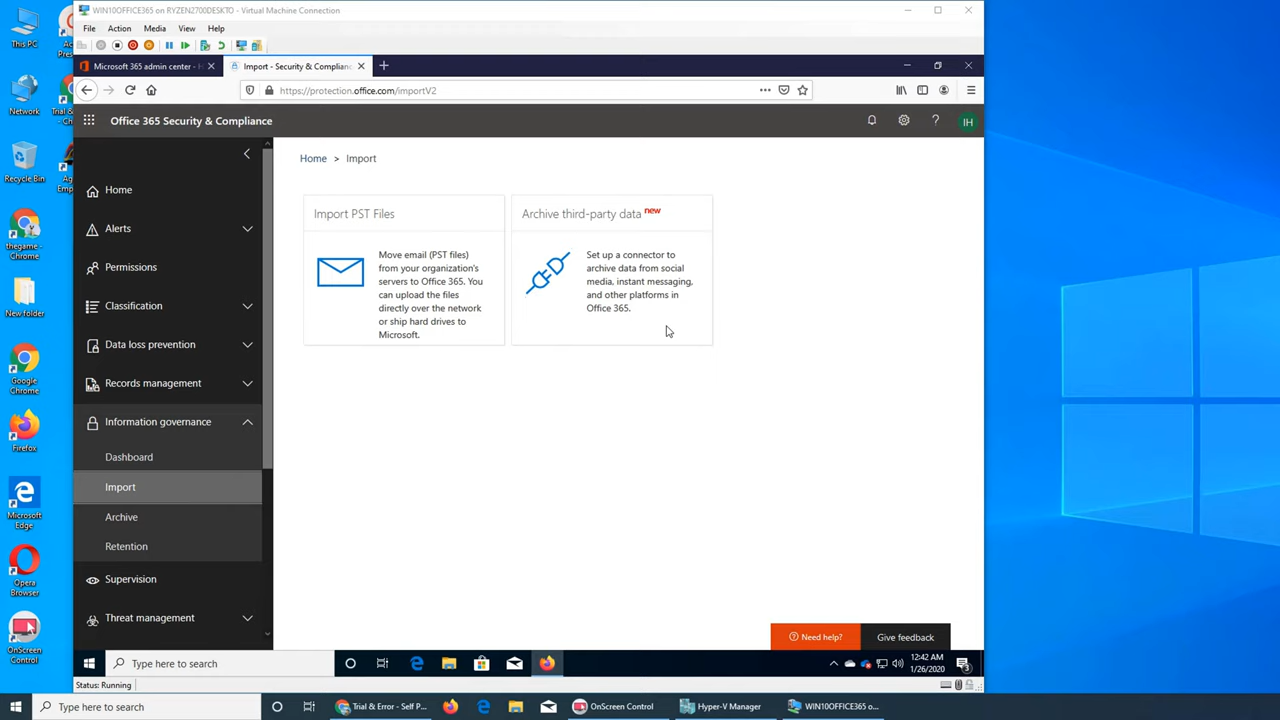 This PC
Network
Recycle Bin
thegame -
Chrome
New folder
Google
Chrome
Firefox
Microsoft
Edge
Opera
Browser
OnScreen
Control
WIN10OFFICE365 on RYZEN2700DESKTO - Virtual Machine Connection
File Action Media View Help
Microsoft 365 admin center - H
Import - Security & Complianc
https://protection.office.com/importV2
Office 365 Security & Compliance
IH
Home > Import
Home
Alerts
Permissions
Classification
Data loss prevention
Records management
Information governance
Dashboard
Import
Archive
Retention
Supervision
Threat management
Import PST Files
Move email (PST files)
from your organization's
servers to Office 365. You
can upload the files
directly over the network
or ship hard drives to
Microsoft.
Archive third-party data new
Set up a connector to
archive data from social
media, instant messaging,
and other platforms in
Office 365.
Need help?
Give feedback
Type here to search
12:42 AM
1/26/2020
3
Status: Running
Type here to search
Trial & Error - Self P...
OnScreen Control
Hyper-V Manager
WIN10OFFICE365 o...